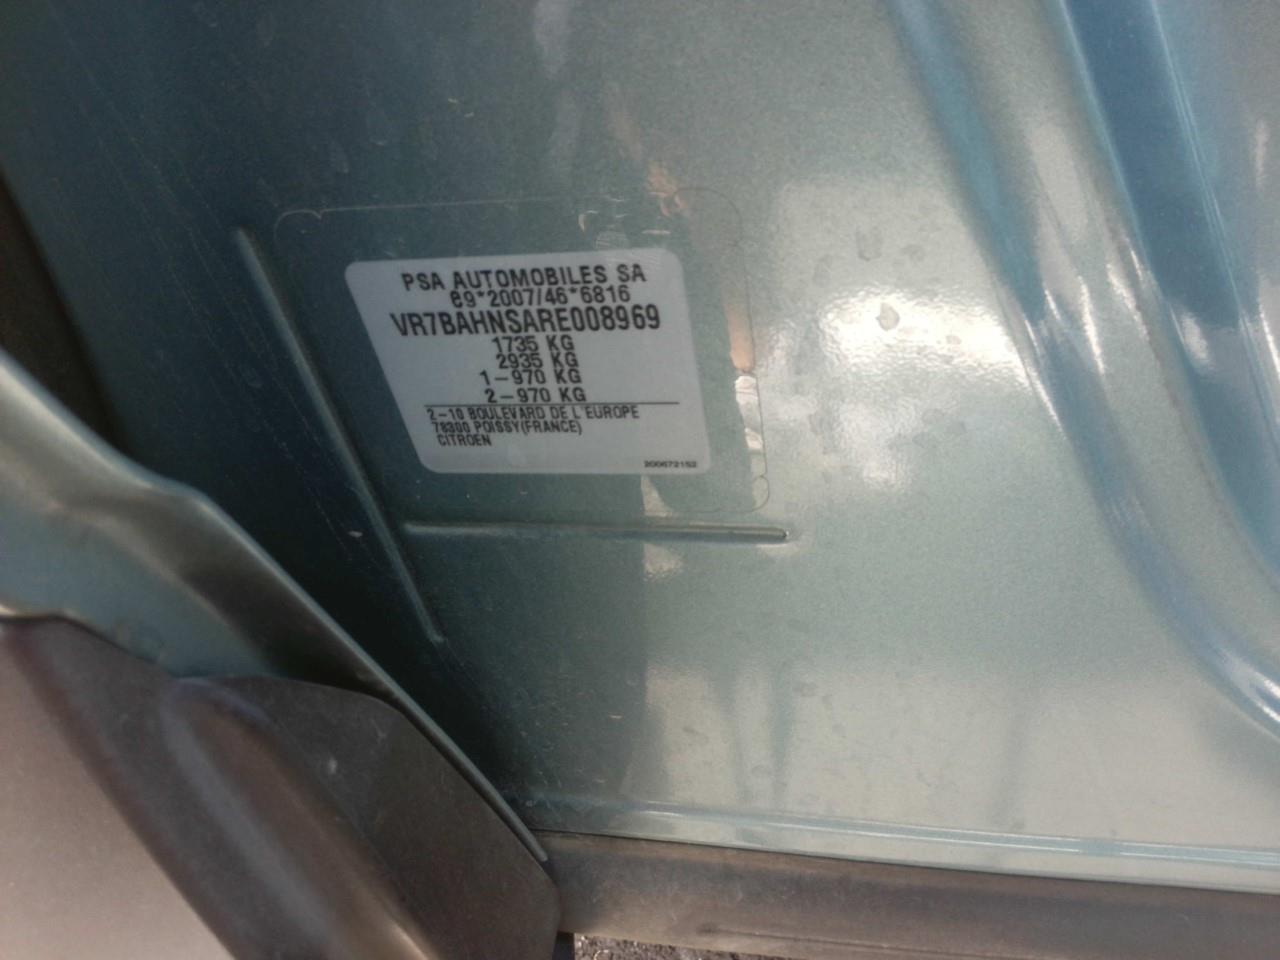 PSA AUTOMOBILES SA
e9*2007/46*6816
VR7BAHNSARE008969
1735 KG
2935 KG
1-970 KG
2-970 KG
2-10 BOULEVARD DE L'EUROPE
78300 POISSY(FRANCE)
CITROEN
200672152